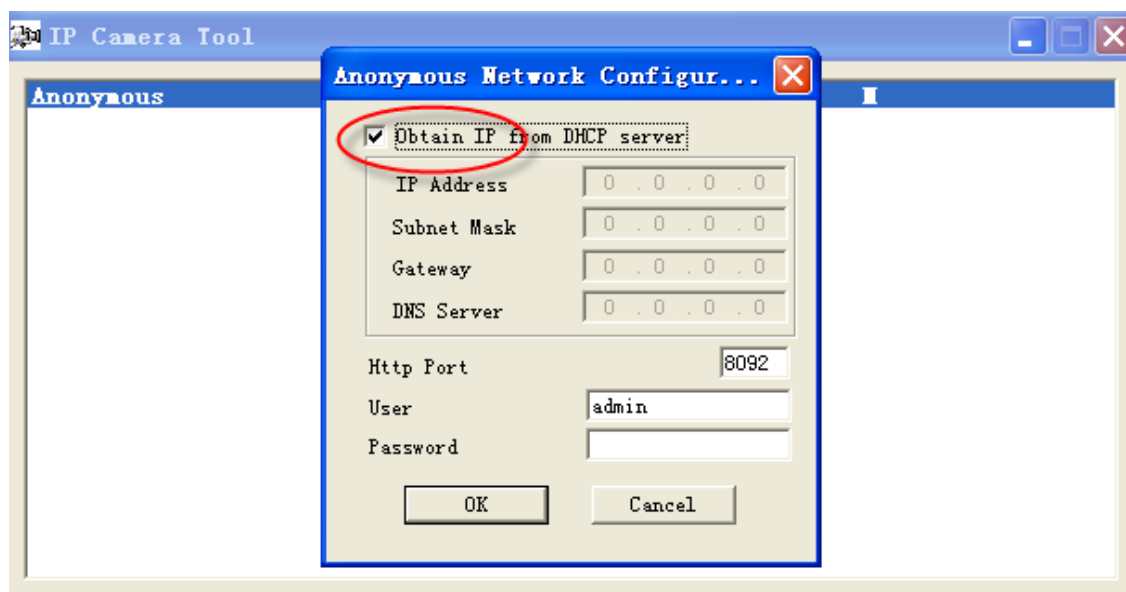 IP Camera Tool
Anonymous Network Configur...
Anonymous
Obtain IP from DHCP server
IP Address 0 . 0 . 0 . 0
Subnet Mask 0 . 0 . 0 . 0
Gateway 0 . 0 . 0 . 0
DNS Server 0 . 0 . 0 . 0
Http Port 8092
User admin
Password
OK Cancel